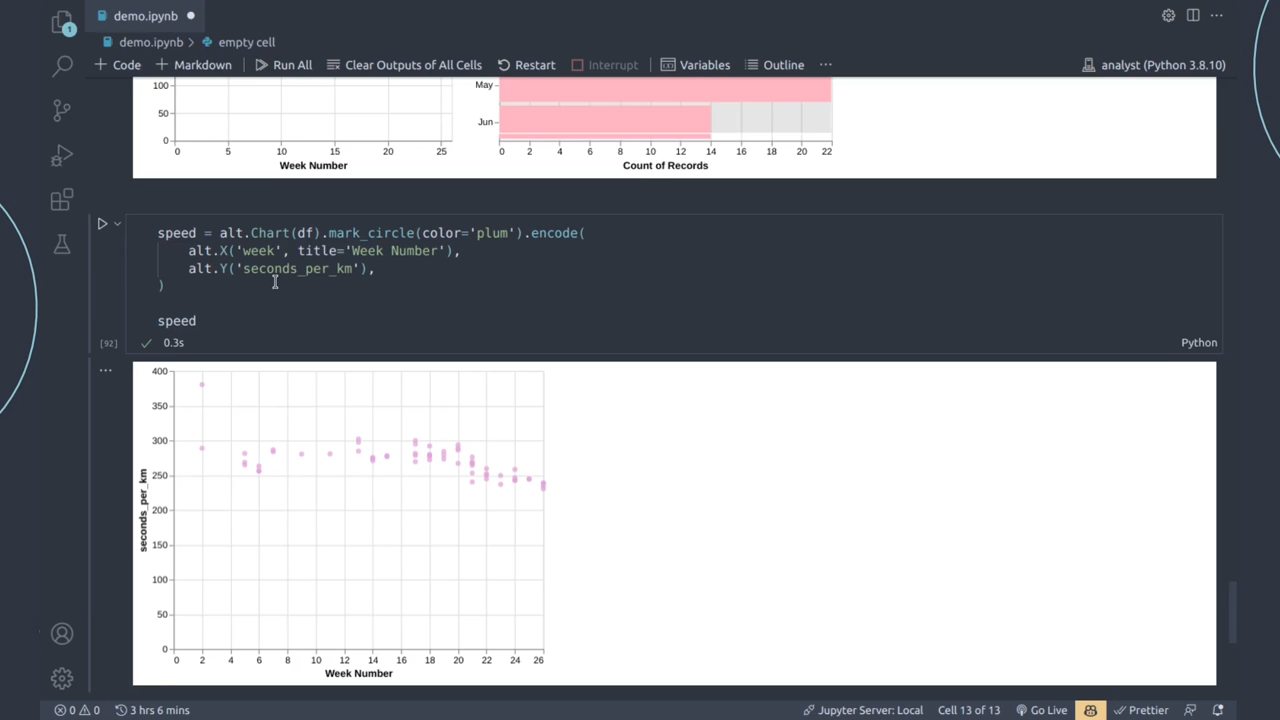 demo.ipynb
demo.ipynb > empty cell
+ Code + Markdown Run All Clear Outputs of All Cells Restart Interrupt Variables Outline ... analyst (Python 3.8.10)
100
50
0
0 5 10 15 20 25
Week Number
May
Jun
0 2 4 6 8 10 12 14 16 18 20 22
Count of Records
speed = alt.Chart(df).mark_circle(color='plum').encode(
alt.X('week', title='Week Number'),
alt.Y('seconds_per_km'),
)
speed
[92] 0.3s Python
400
350
300
250
200
150
100
50
0
seconds_per_km
0 2 4 6 8 10 12 14 16 18 20 22 24 26
Week Number
1
0 0 3 hrs 6 mins Jupyter Server: Local Cell 13 of 13 Go Live Prettier